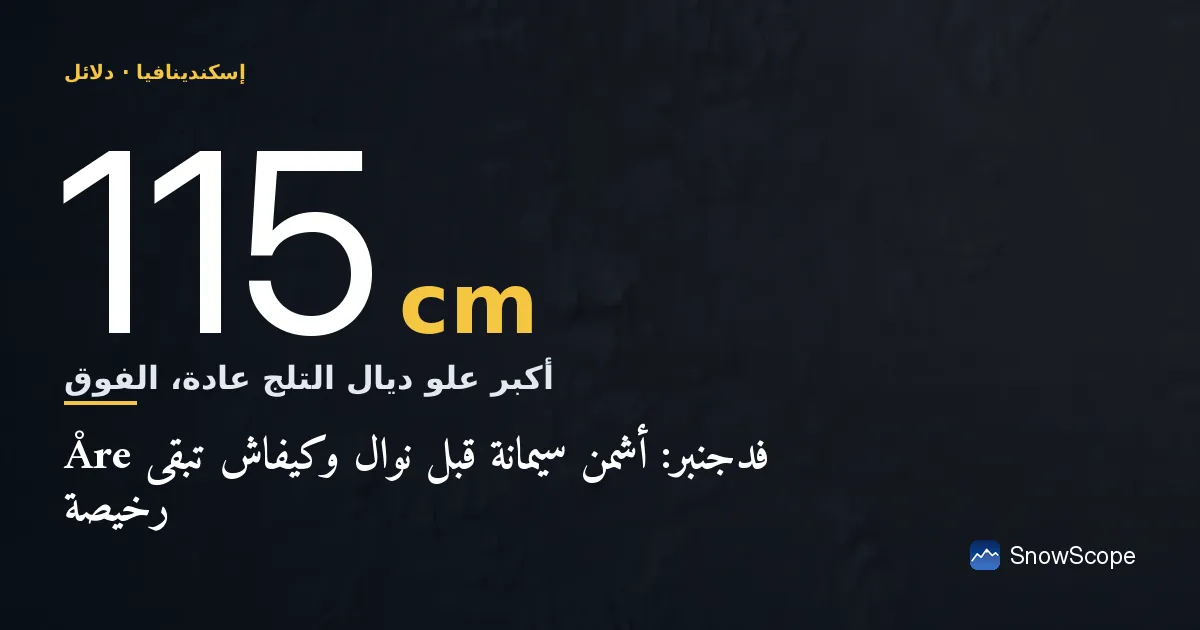 إسكندينافيا · دلائل
115 cm
أكبر علو ديال التلج عادة، الفوق
Åre فدجنبر: أشمن سيمانة قبل نوال وكيفاش تبقى
رخيصة
SnowScope